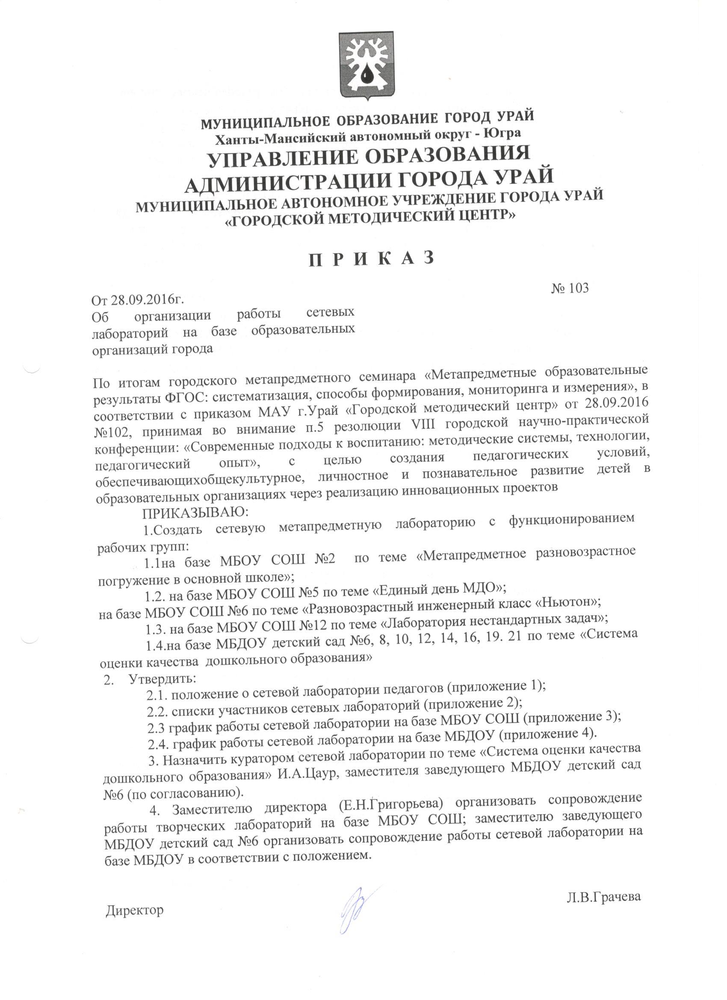 МУНИЦИПАЛЬНОЕ ОБРАЗОВАНИЕ ГОРОД УРАЙ
Ханты-Мансийский автономный округ - Югра
УПРАВЛЕНИЕ ОБРАЗОВАНИЯ
АДМИНИСТРАЦИИ ГОРОДА УРАЙ
МУНИЦИПАЛЬНОЕ АВТОНОМНОЕ УЧРЕЖДЕНИЕ ГОРОДА УРАЙ
«ГОРОДСКОЙ МЕТОДИЧЕСКИЙ ЦЕНТР»
П Р И К А З
От 28.09.2016г. № 103
Об организации работы сетевых
лабораторий на базе образовательных
организаций города
По итогам городского метапредметного семинара «Метапредметные образовательные
результаты ФГОС: систематизация, способы формирования, мониторинга и измерения», в
соответствии с приказом МАУ г.Урай «Городской методический центр» от 28.09.2016
№102, принимая во внимание п.5 резолюции VIII городской научно-практической
конференции: «Современные подходы к воспитанию: методические системы, технологии,
педагогический опыт», с целью создания педагогических условий,
обеспечивающихобщекультурное, личностное и познавательное развитие детей в
образовательных организациях через реализацию инновационных проектов
ПРИКАЗЫВАЮ:
1.Создать сетевую метапредметную лабораторию с функционированием
рабочих групп:
1.1на базе МБОУ СОШ №2 по теме «Метапредметное разновозрастное
погружение в основной школе»;
1.2. на базе МБОУ СОШ №5 по теме «Единый день МДО»;
на базе МБОУ СОШ №6 по теме «Разновозрастный инженерный класс «Ньютон»;
1.3. на базе МБОУ СОШ №12 по теме «Лаборатория нестандартных задач»;
1.4.на базе МБДОУ детский сад №6, 8, 10, 12, 14, 16, 19. 21 по теме «Система
оценки качества дошкольного образования»
2. Утвердить:
2.1. положение о сетевой лаборатории педагогов (приложение 1);
2.2. списки участников сетевых лабораторий (приложение 2);
2.3 график работы сетевой лаборатории на базе МБОУ СОШ (приложение 3);
2.4. график работы сетевой лаборатории на базе МБДОУ (приложение 4).
3. Назначить куратором сетевой лаборатории по теме «Система оценки качества
дошкольного образования» И.А.Цаур, заместителя заведующего МБДОУ детский сад
№6 (по согласованию).
4. Заместителю директора (Е.Н.Григорьева) организовать сопровождение
работы творческих лабораторий на базе МБОУ СОШ; заместителю заведующего
МБДОУ детский сад №6 организовать сопровождение работы сетевой лаборатории на
базе МБДОУ в соответствии с положением.
Директор Л.В.Грачева